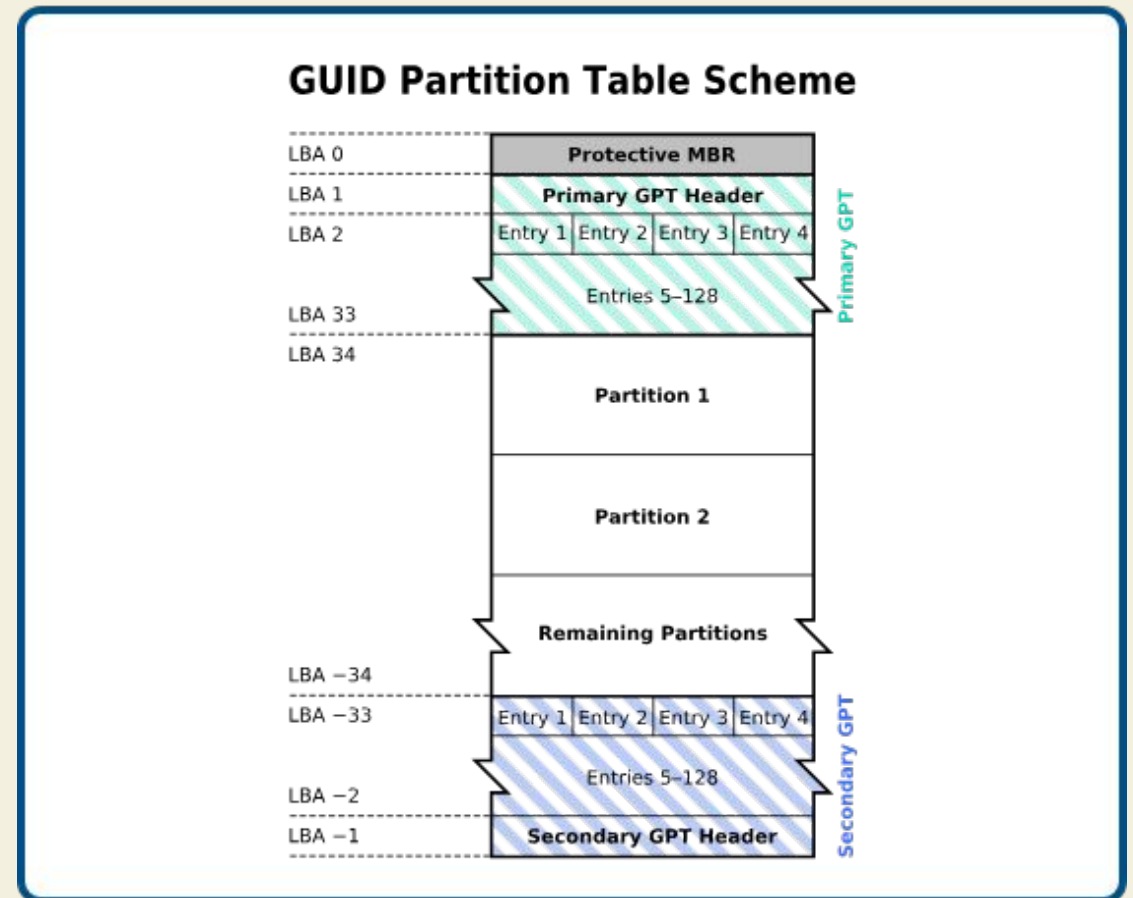 GUID Partition Table Scheme
LBA 0
Protective MBR
LBA 1
Primary GPT Header
LBA 2
Entry 1 Entry 2 Entry 3 Entry 4
Entries 5–128
LBA 33
Primary GPT
LBA 34
Partition 1
Partition 2
Remaining Partitions
LBA −34
LBA −33
Entry 1 Entry 2 Entry 3 Entry 4
Entries 5–128
LBA −2
LBA −1
Secondary GPT Header
Secondary GPT